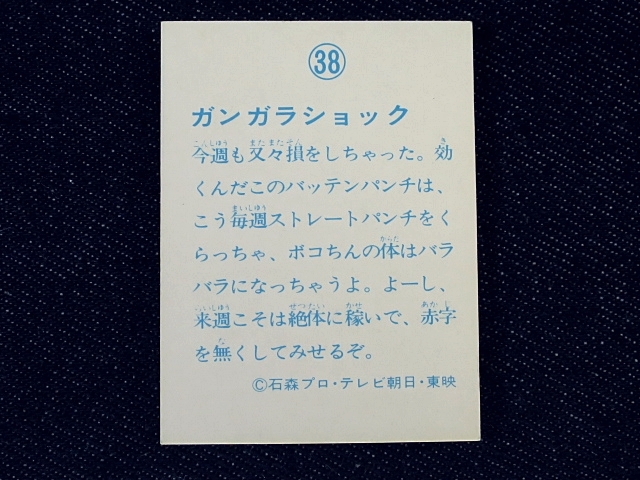 38
ガンガラショック
今週も又々損をしちゃった。効
くんだこのバッテンパンチは、
こう毎週ストレートパンチをく
らっちゃ、ボコちんの体はバラ
バラになっちゃうよ。よーし、
来週こそは絶体に稼いで、赤字
を無くしてみせるぞ。
©石森プロ・テレビ朝日・東映